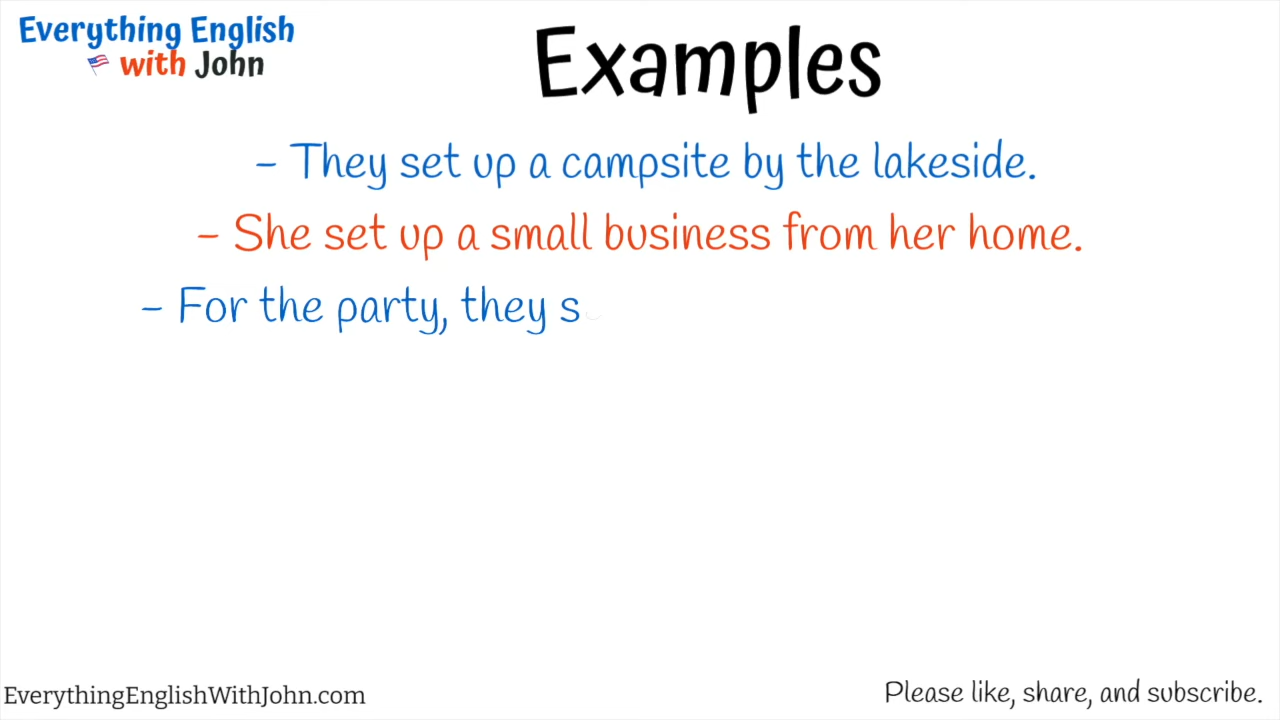 Everything English
with John
Examples
- They set up a campsite by the lakeside.
- She set up a small business from her home.
- For the party, they s
EverythingEnglishWithJohn.com
Please like, share, and subscribe.